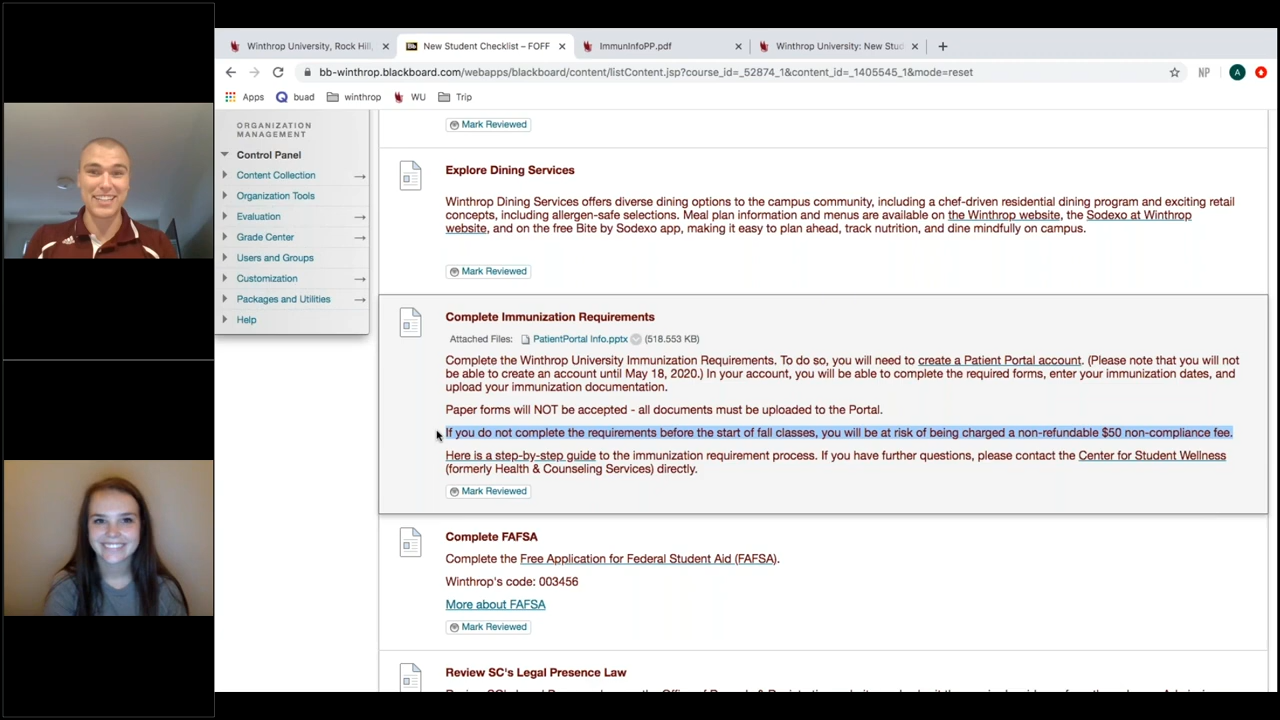 Winthrop University, Rock Hill,
New Student Checklist – FOFF
ImmunInfoPP.pdf
Winthrop University: New Stud
bb-winthrop.blackboard.com/webapps/blackboard/content/listContent.jsp?course_id=_52874_1&content_id=_1405545_1&mode=reset
NP
A
Apps
buad
winthrop
WU
Trip
ORGANIZATION
MANAGEMENT
Control Panel
Content Collection
Organization Tools
Evaluation
Grade Center
Users and Groups
Customization
Packages and Utilities
Help
Mark Reviewed
Explore Dining Services
Winthrop Dining Services offers diverse dining options to the campus community, including a chef-driven residential dining program and exciting retail
concepts, including allergen-safe selections. Meal plan information and menus are available on the Winthrop website, the Sodexo at Winthrop
website, and on the free Bite by Sodexo app, making it easy to plan ahead, track nutrition, and dine mindfully on campus.
Mark Reviewed
Complete Immunization Requirements
Attached Files: PatientPortal Info.pptx (518.553 KB)
Complete the Winthrop University Immunization Requirements. To do so, you will need to create a Patient Portal account. (Please note that you will not
be able to create an account until May 18, 2020.) In your account, you will be able to complete the required forms, enter your immunization dates, and
upload your immunization documentation.
Paper forms will NOT be accepted - all documents must be uploaded to the Portal.
If you do not complete the requirements before the start of fall classes, you will be at risk of being charged a non-refundable $50 non-compliance fee.
Here is a step-by-step guide to the immunization requirement process. If you have further questions, please contact the Center for Student Wellness
(formerly Health & Counseling Services) directly.
Mark Reviewed
Complete FAFSA
Complete the Free Application for Federal Student Aid (FAFSA).
Winthrop's code: 003456
More about FAFSA
Mark Reviewed
Review SC's Legal Presence Law